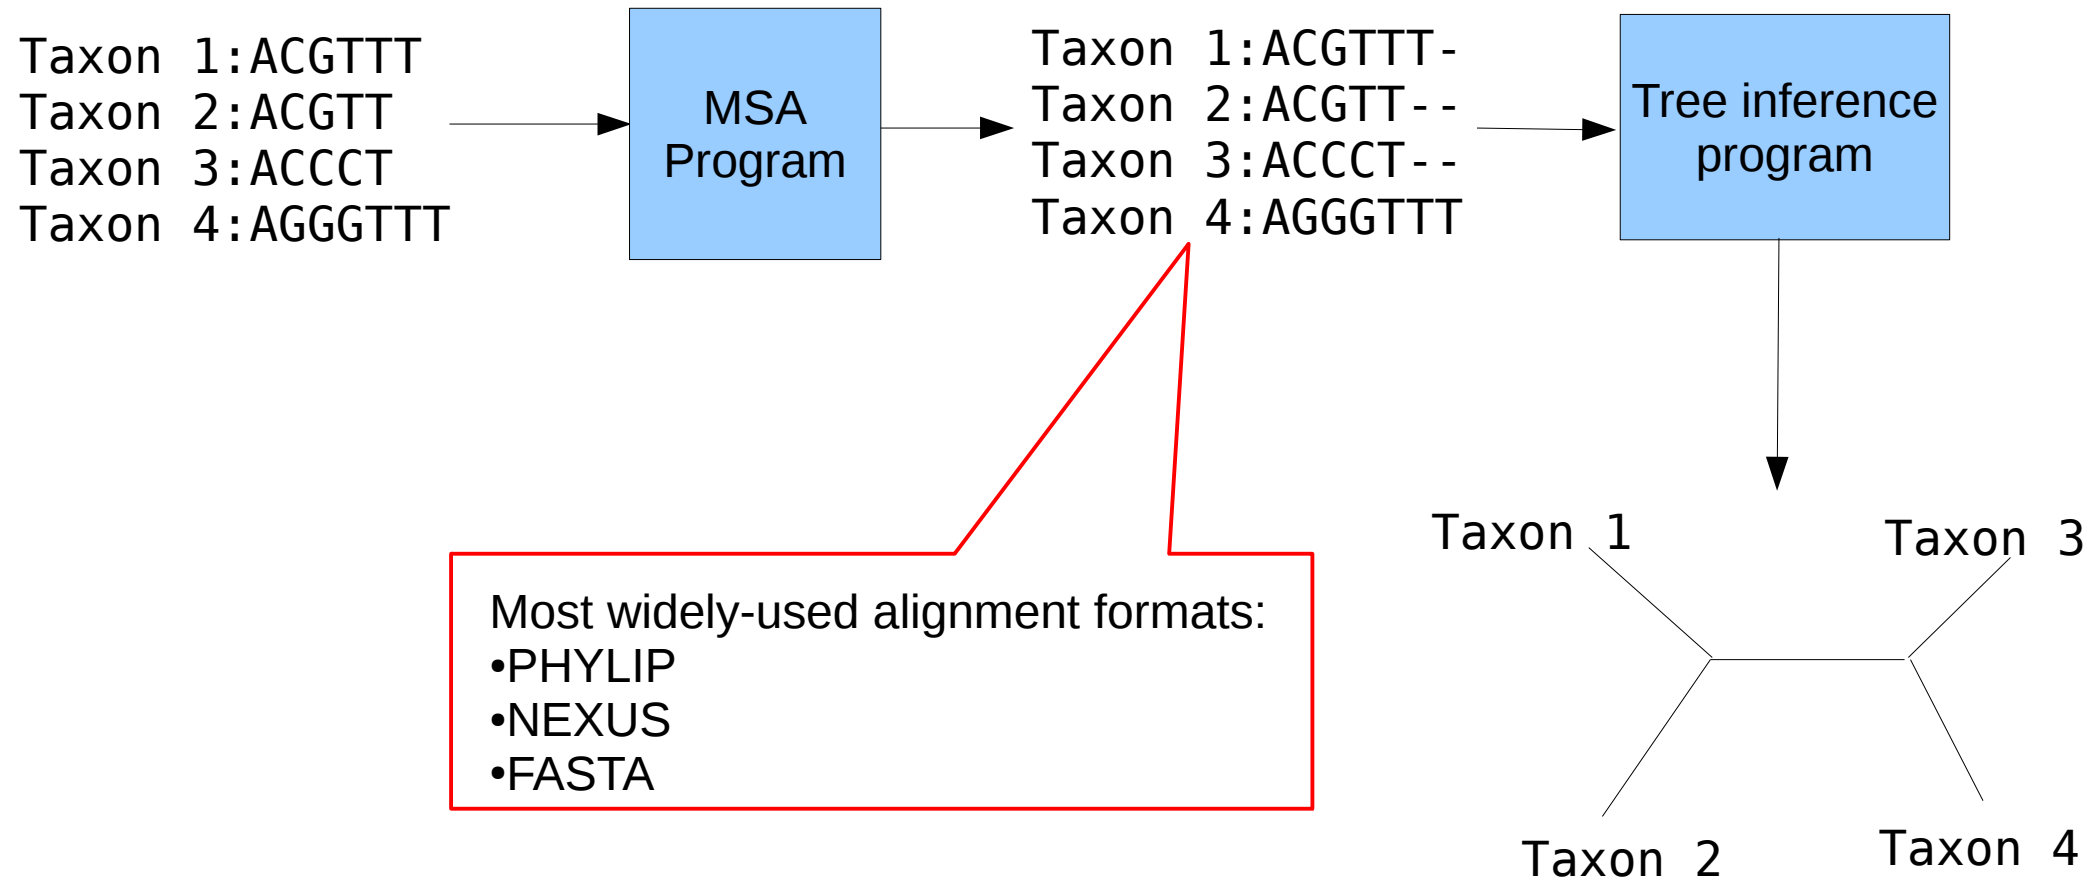 Taxon 1:ACGTTT
Taxon 2:ACGTT
Taxon 3:ACCCT
Taxon 4:AGGGTTT
MSA
Program
Taxon 1:ACGTTT-
Taxon 2:ACGTT--
Taxon 3:ACCCT--
Taxon 4:AGGGTTT
Tree inference
program
Most widely-used alignment formats:
•PHYLIP
•NEXUS
•FASTA
Taxon 1
Taxon 3
Taxon 2
Taxon 4